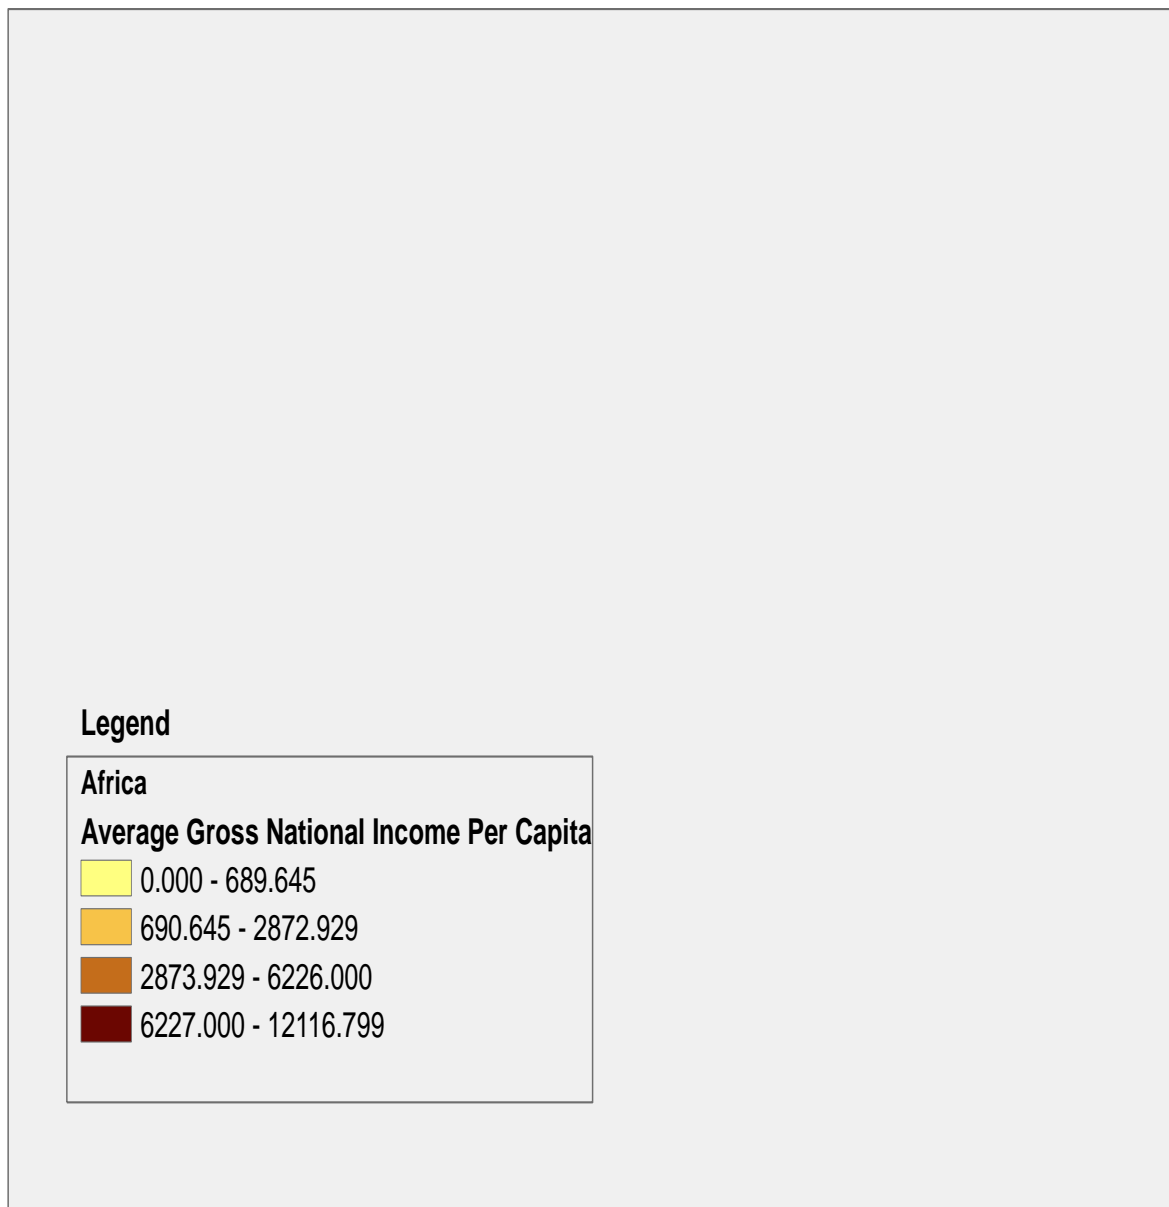 Legend
Africa
Average Gross National Income Per Capita
0.000 - 689.645
690.645 - 2872.929
2873.929 - 6226.000
6227.000 - 12116.799